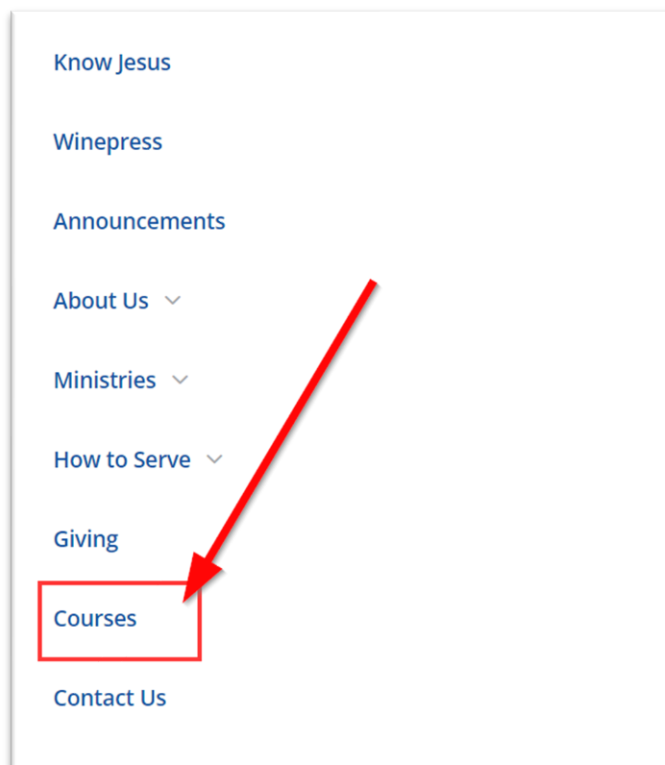 Know Jesus
Winepress
Announcements
About Us
Ministries
How to Serve
Giving
Courses
Contact Us